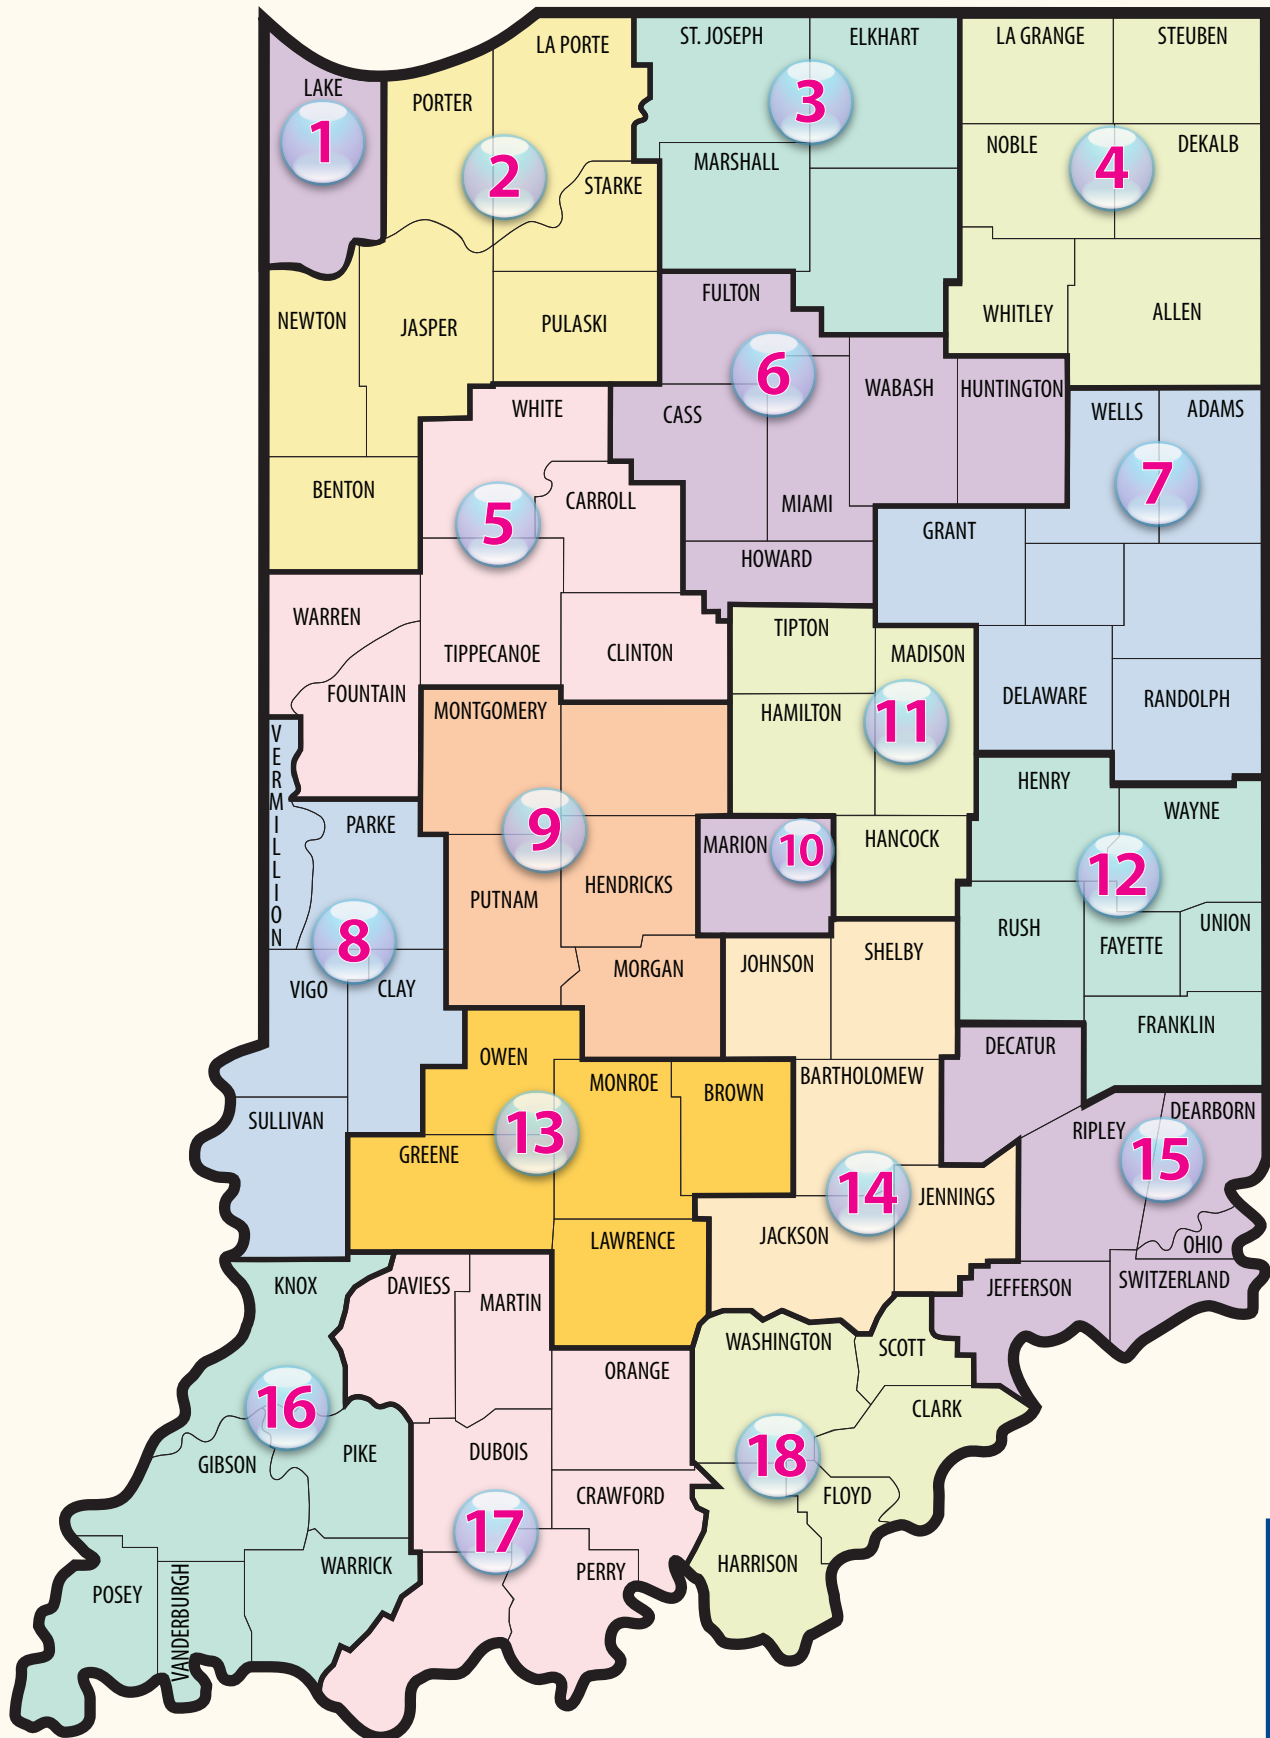 LA PORTE
ST. JOSEPH
ELKHART
LA GRANGE
STEUBEN
LAKE
PORTER
1
2
3
4
MARSHALL
NOBLE
DEKALB
STARKE
FULTON
NEWTON
JASPER
PULASKI
WHITLEY
ALLEN
6
WHITE
CASS
WABASH
HUNTINGTON
WELLS
ADAMS
BENTON
5
CARROLL
MIAMI
7
GRANT
HOWARD
WARREN
TIPPECANOE
CLINTON
TIPTON
MADISON
FOUNTAIN
MONTGOMERY
HAMILTON
11
DELAWARE
RANDOLPH
VERMILLION
PARKE
9
MARION
10
HANCOCK
HENRY
WAYNE
12
PUTNAM
HENDRICKS
8
RUSH
FAYETTE
UNION
VIGO
CLAY
MORGAN
JOHNSON
SHELBY
FRANKLIN
OWEN
MONROE
BROWN
BARTHOLOMEW
DECATUR
SULLIVAN
GREENE
13
RIPLEY
DEARBORN
15
14
JENNINGS
LAWRENCE
JACKSON
OHIO
KNOX
DAVIESS
MARTIN
JEFFERSON
SWITZERLAND
WASHINGTON
SCOTT
ORANGE
16
CLARK
GIBSON
PIKE
DUBOIS
18
CRAWFORD
FLOYD
17
POSEY
VANDERBURGH
WARRICK
PERRY
HARRISON